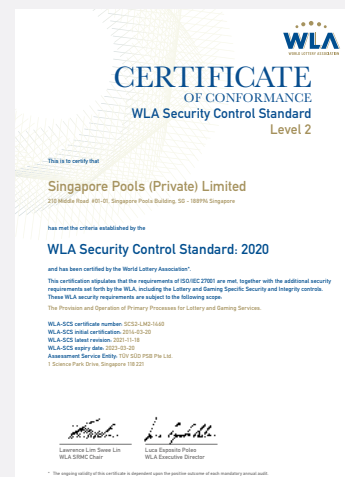 WLA
WORLD LOTTERY ASSOCIATION
CERTIFICATE
OF CONFORMANCE
WLA Security Control Standard
Level 2
This is to certify that
Singapore Pools (Private) Limited
210 Middle Road #01-01, Singapore Pools Building, SG - 188994 Singapore
has met the criteria established by the
WLA Security Control Standard: 2020
and has been certified by the World Lottery Association*.
This certification stipulates that the requirements of ISO/IEC 27001 are met, together with the additional security
requirements set forth by the WLA, including the Lottery and Gaming Specific Security and Integrity controls.
These WLA security requirements are subject to the following scope:
The Provision and Operation of Primary Processes for Lottery and Gaming Services.
WLA-SCS certificate number: SCS2-LM2-1460
WLA-SCS initial certification: 2014-03-20
WLA-SCS latest revision: 2021-11-18
WLA-SCS expiry date: 2023-03-20
Assessment Service Entity: TÜV SÜD PSB Pte Ltd
1 Science Park Drive, Singapore 118 221
Lawrence Lim Swee Lin
WLA SRMC Chair
Luca Esposito Poleo
WLA Executive Director
* The ongoing validity of this certificate is dependent upon the positive outcome of each mandatory annual audit.